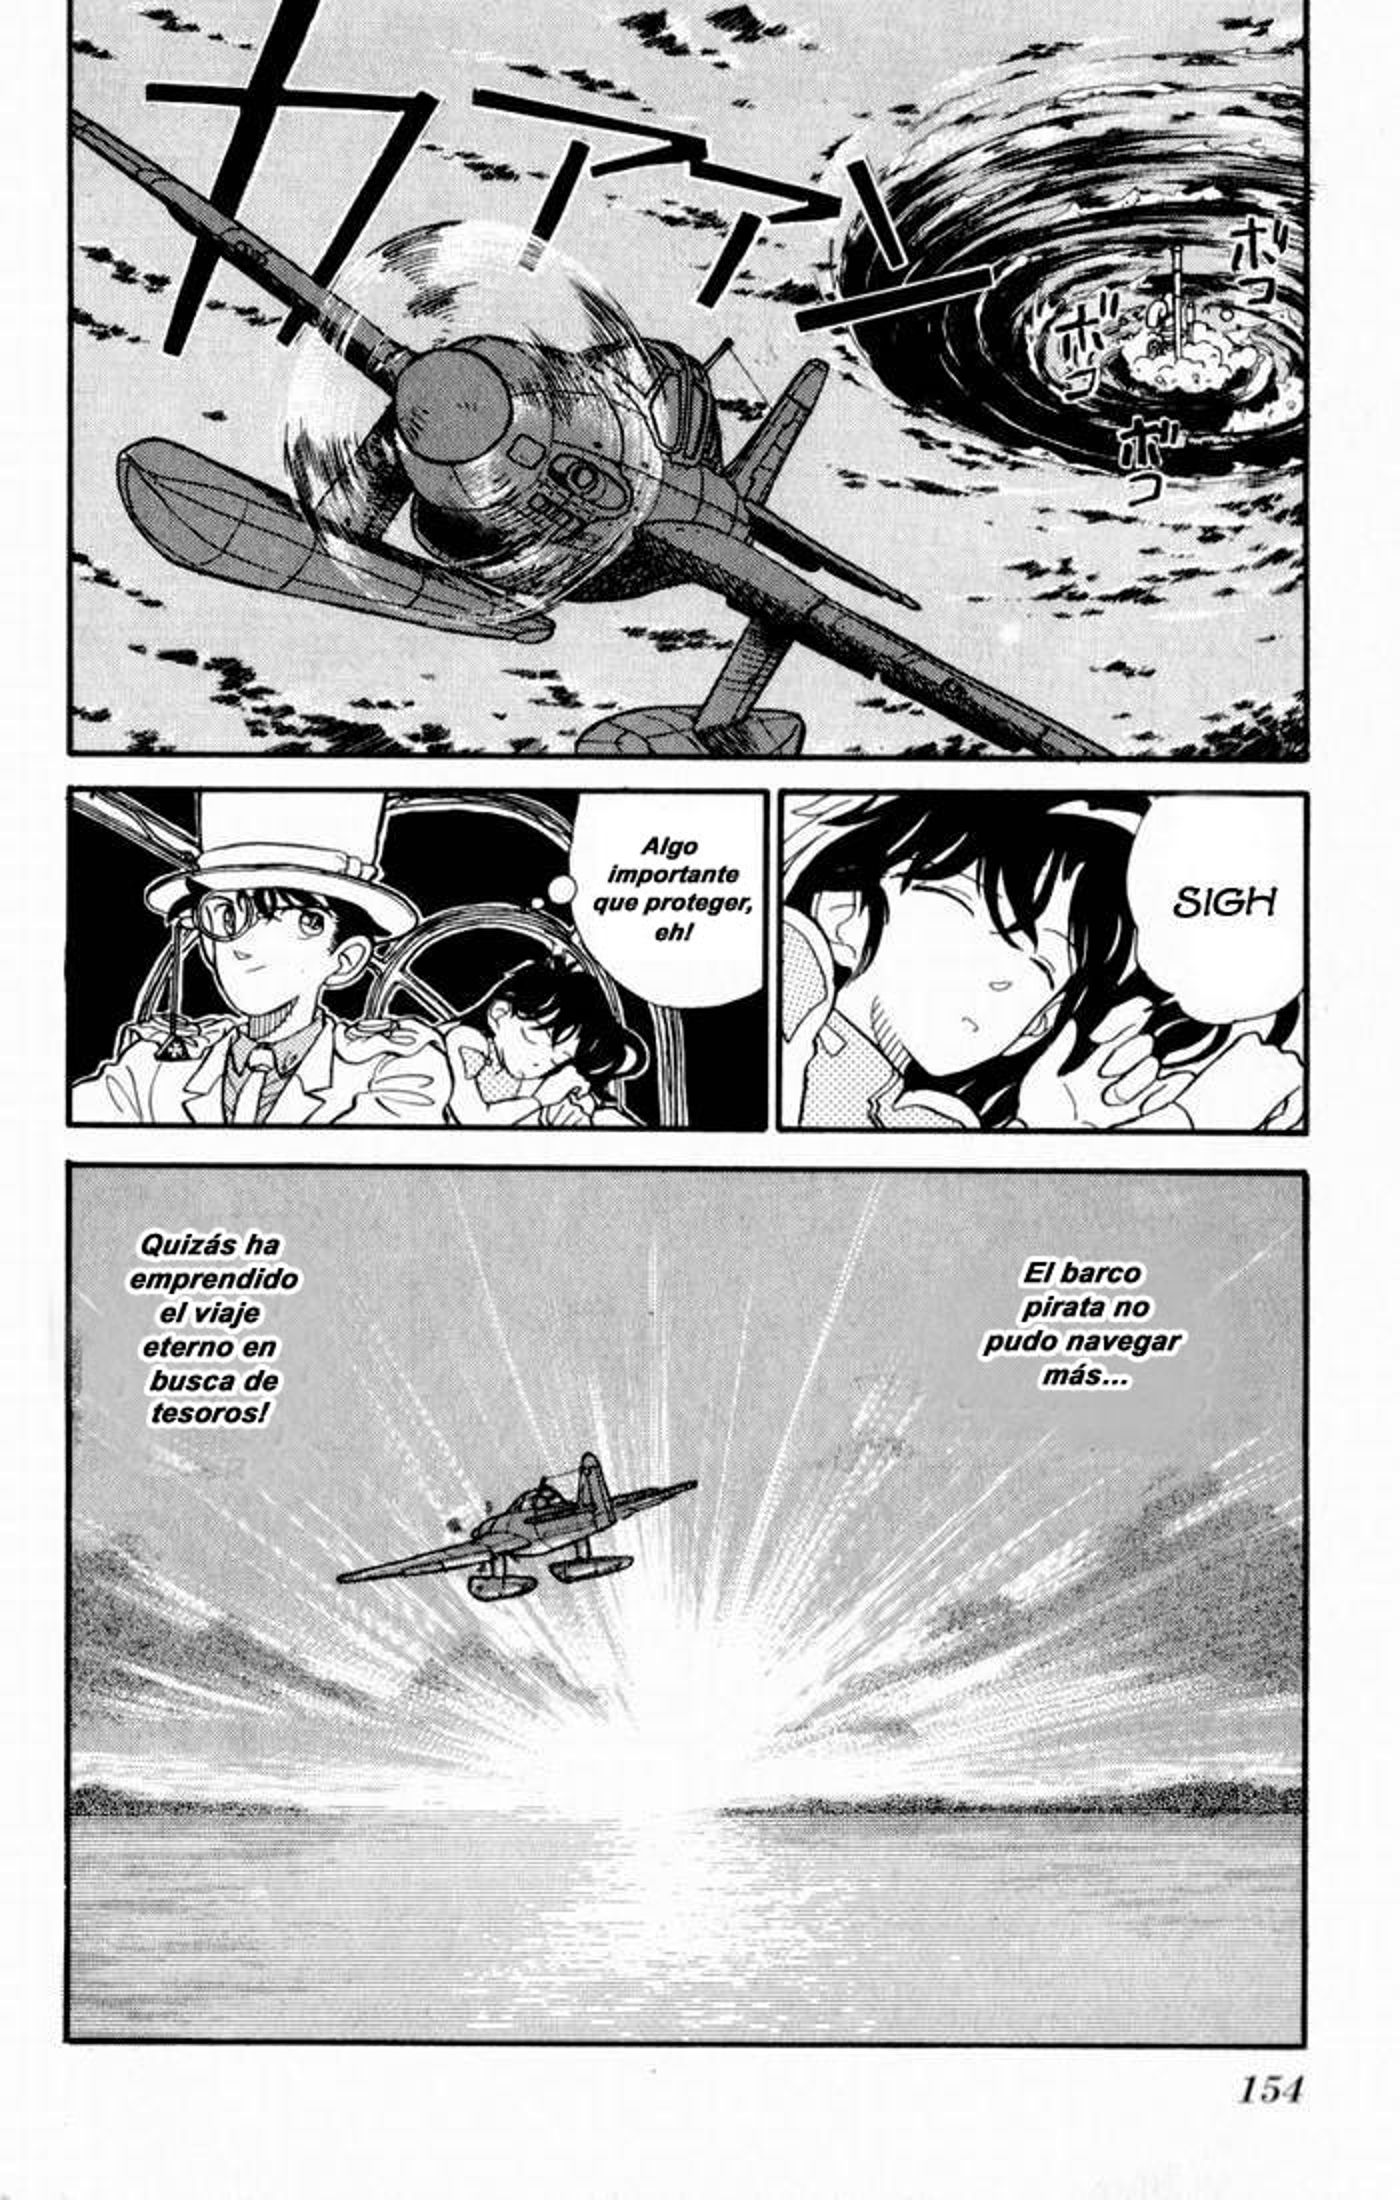 カアアン
ボコ
ボコ
ボコ
SIGH
Algo
importante
que proteger,
eh!
El barco
pirata no
pudo navegar
más...
Quizás ha
emprendido
el viaje
eterno en
busca de
tesoros!
154